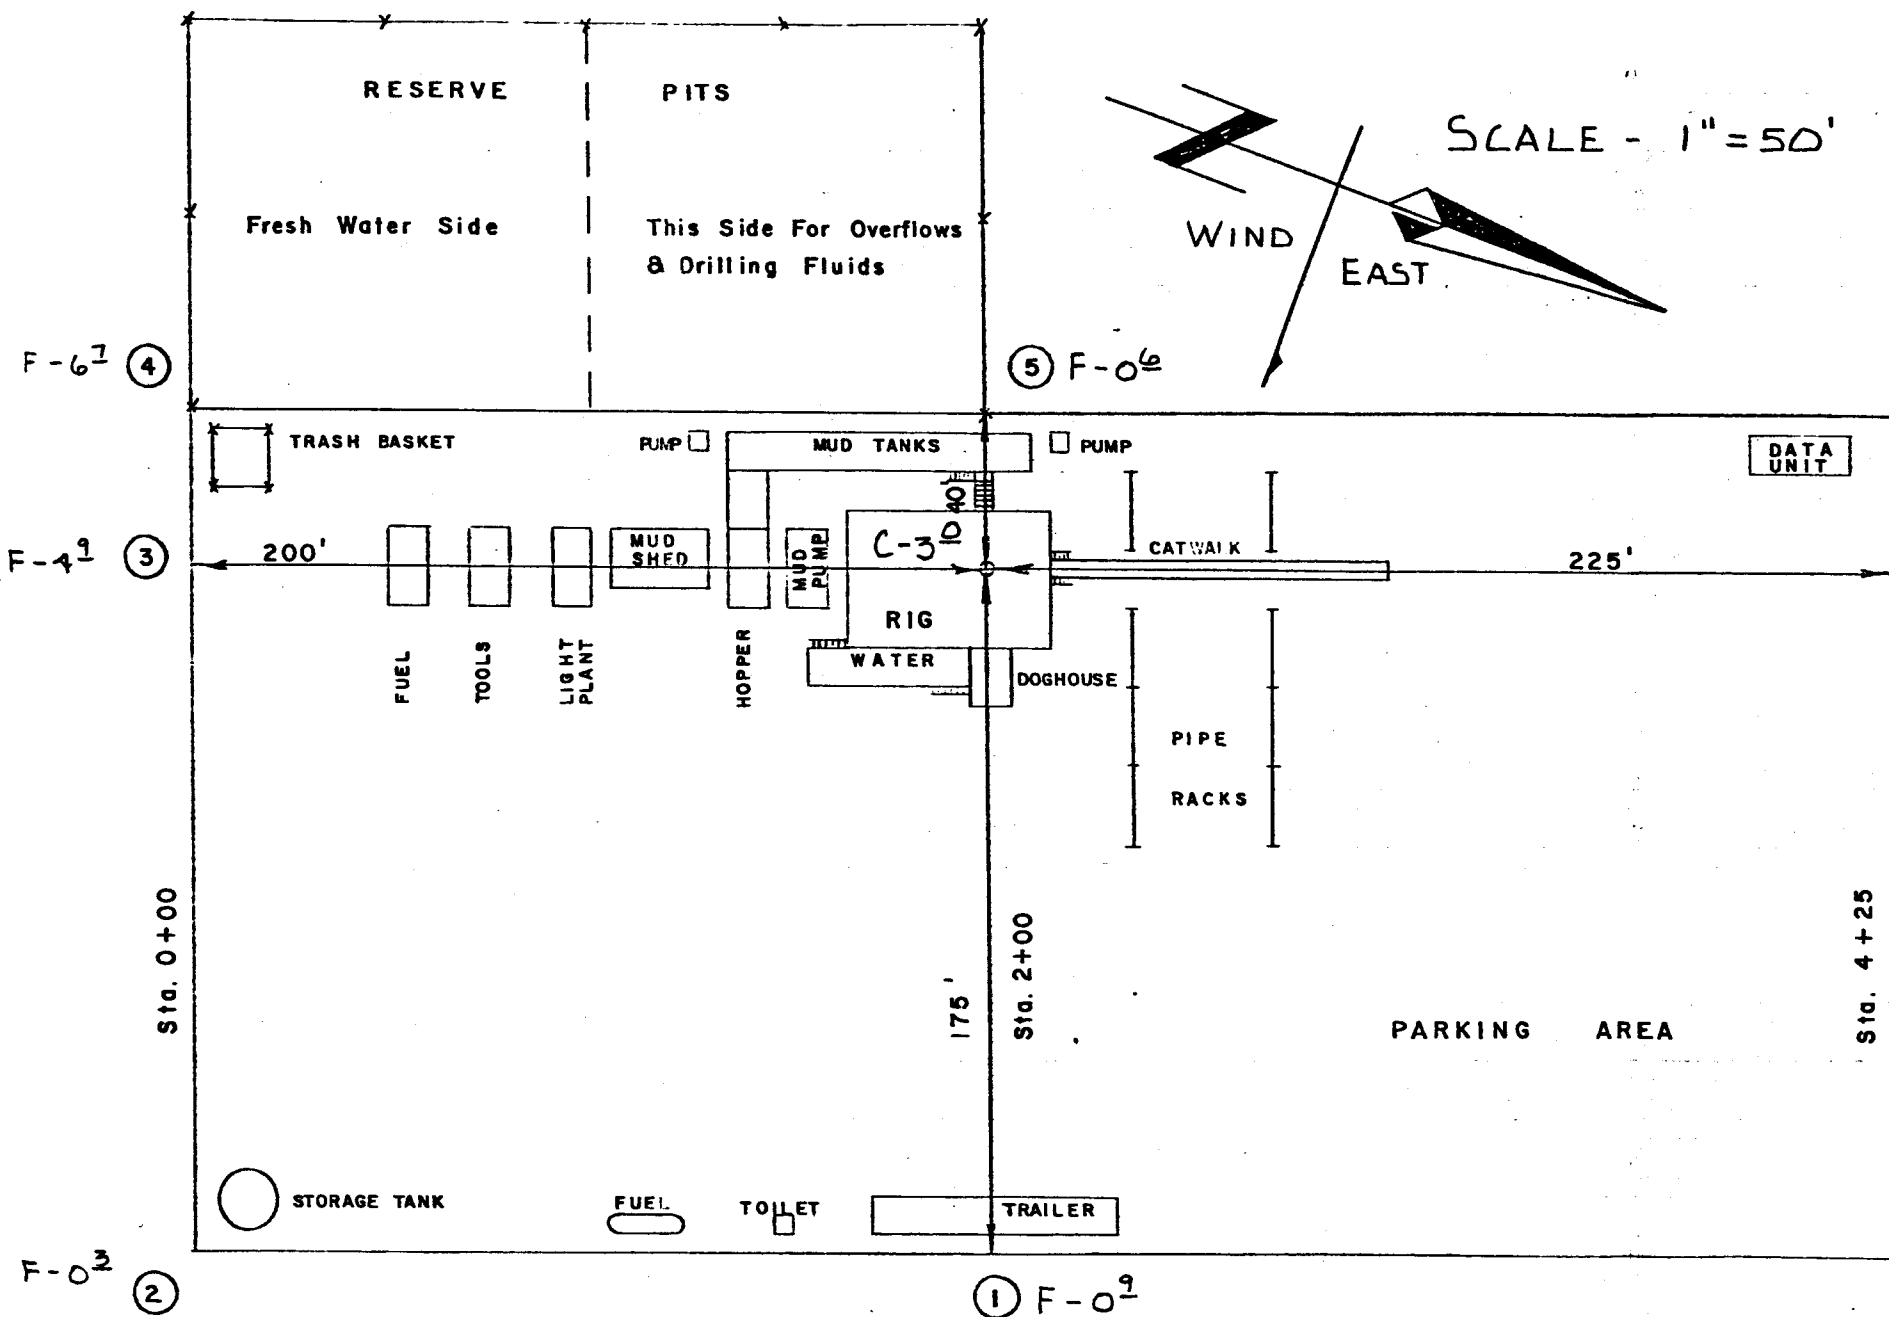 RESERVE PITS
SCALE - 1" = 50'
Fresh Water Side
This Side For Overflows
& Drilling Fluids
WIND
EAST
F-6 7
4
5
F-0 6
TRASH BASKET
PUMP
MUD TANKS
PUMP
DATA
UNIT
40'
F-4 9
3
200'
MUD
SHED
MUD
PUMP
C-3 0
CATWALK
225'
RIG
FUEL
TOOLS
LIGHT
PLANT
HOPPER
WATER
DOGHOUSE
PIPE
RACKS
Sta. 0+00
175'
Sta. 2+00
Sta. 4+25
PARKING AREA
STORAGE TANK
FUEL
TOILET
TRAILER
F-0 3
2
1
F-0 9